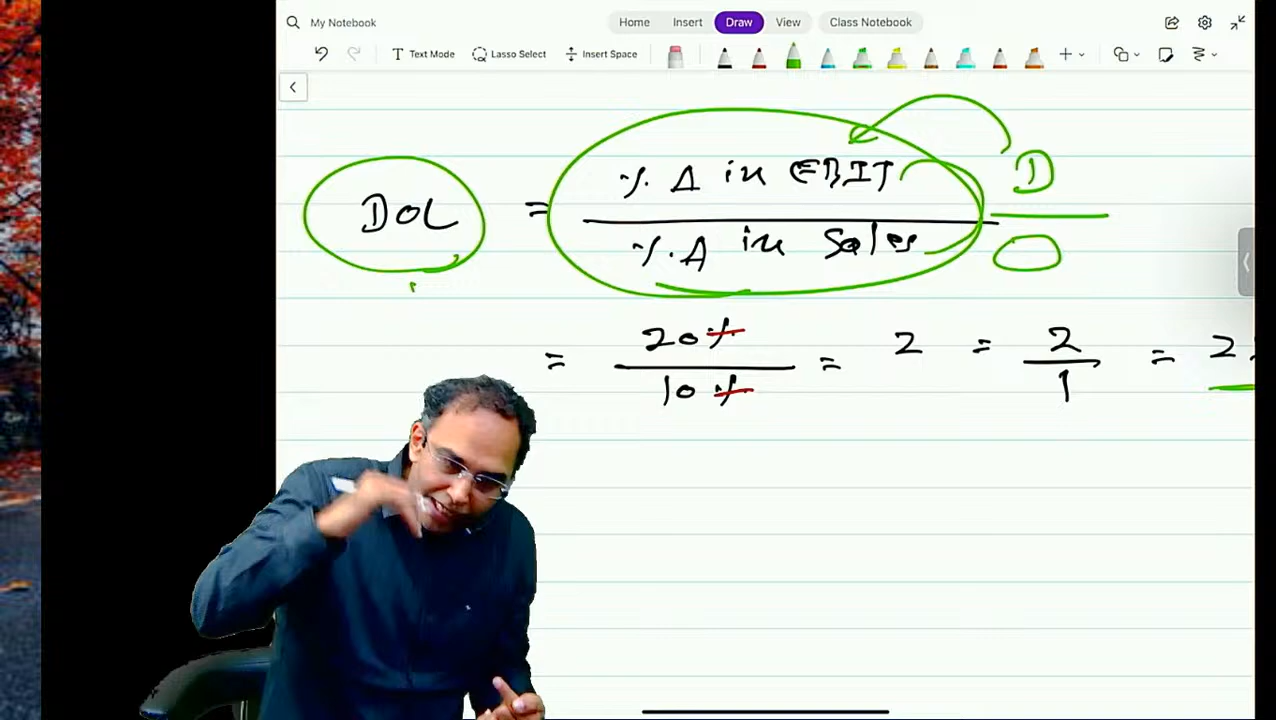 My Notebook
Home Insert Draw View Class Notebook
T Text Mode Lasso Select Insert Space
DOL = %. Δ in EBIT D
%. Δ in Sales O
= 20% = 2 = 2 = 2
10% 1